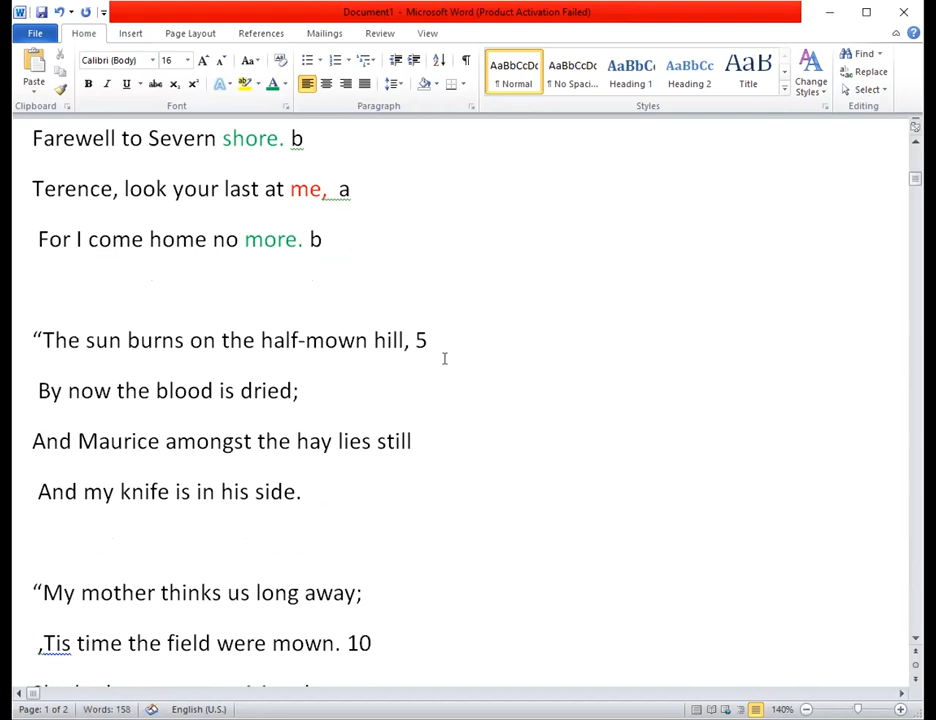 Document1 - Microsoft Word (Product Activation Failed)
File Home Insert Page Layout References Mailings Review View
Calibri (Body) 16
Paste
Clipboard Font Paragraph Styles Editing
AaBbCcDc AaBbCcDc AaBbC AaBbCc AaB
¶ Normal ¶ No Spaci... Heading 1 Heading 2 Title
Change Styles
Find
Replace
Select
Farewell to Severn shore. b
Terence, look your last at me, a
For I come home no more. b
“The sun burns on the half-mown hill, 5
By now the blood is dried;
And Maurice amongst the hay lies still
And my knife is in his side.
“My mother thinks us long away;
,Tis time the field were mown. 10
Page: 1 of 2 Words: 158 English (U.S.) 140%